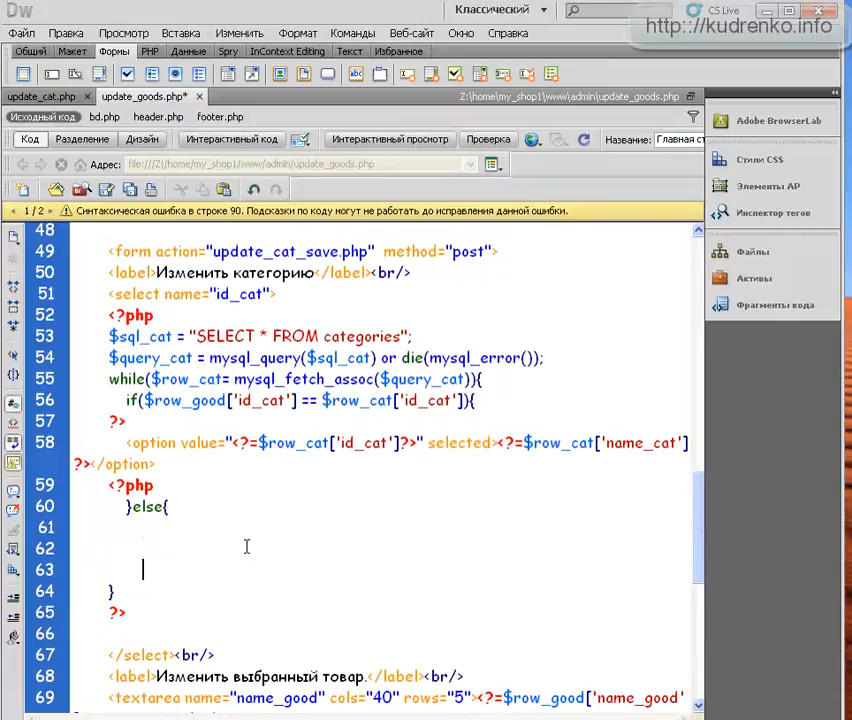 Dw
Классический
CS Live
http:://kudrenko.info
Файл Правка Просмотр Вставка Изменить Формат Команды Веб-сайт Окно Справка
Общий Макет Формы PHP Данные Spry InContext Editing Текст Избранное
abc
update_cat.php update_goods.php* Z:\home\my_shop1\www\admin\update_goods.php
Исходный код bd.php header.php footer.php
Код Разделение Дизайн Интерактивный код Интерактивный просмотр Проверка Название: Главная ст
Адрес: file:///Z|/home/my_shop1/www/admin/update_goods.php
1 / 2 Синтаксическая ошибка в строке 90. Подсказки по коду могут не работать до исправления данной ошибки.
48
49 <form action="update_cat_save.php" method="post">
50 <label>Изменить категорию</label><br/>
51 <select name="id_cat">
52 <?php
53 $sql_cat = "SELECT * FROM categories";
54 $query_cat = mysql_query($sql_cat) or die(mysql_error());
55 while($row_cat= mysql_fetch_assoc($query_cat)){
56 if($row_good['id_cat'] == $row_cat['id_cat']){
57 ?>
58 <option value="<?=$row_cat['id_cat']?>" selected><?=$row_cat['name_cat']
?></option>
59 <?php
60 }else{
61
62
63
64 }
65 ?>
66
67 </select><br/>
68 <label>Изменить выбранный товар.</label><br/>
69 <textarea name="name_good" cols="40" rows="5"><?=$row_good['name_good'
Adobe BrowserLab
Стили CSS
Элементы AP
Инспектор тегов
Файлы
Активы
Фрагменты кода